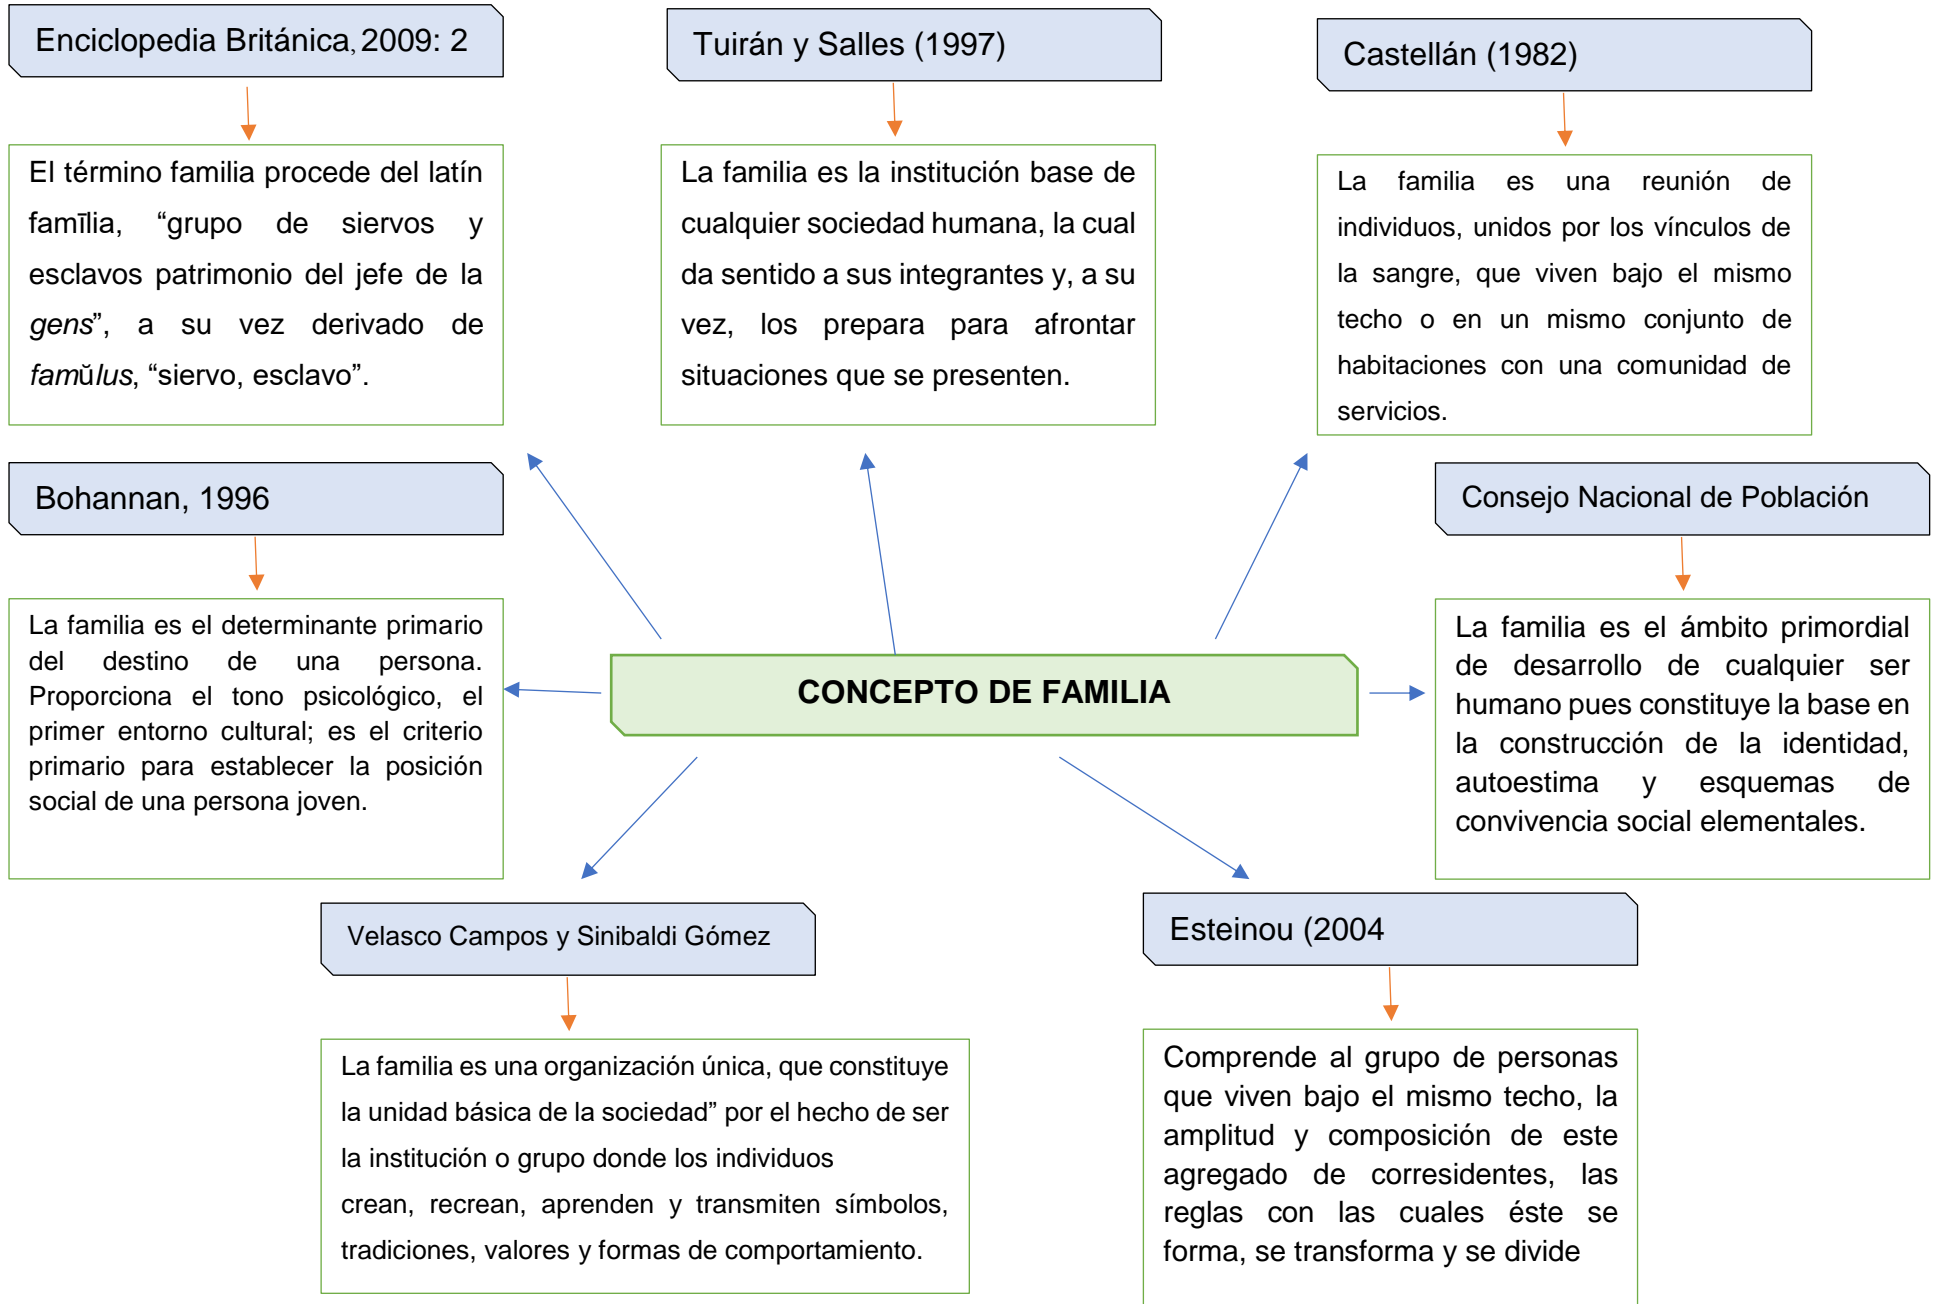 Enciclopedia Británica, 2009: 2
El término familia procede del latín
famīlia, “grupo de siervos y
esclavos patrimonio del jefe de la
gens”, a su vez derivado de
famŭlus, “siervo, esclavo”.
Tuirán y Salles (1997)
La familia es la institución base de
cualquier sociedad humana, la cual
da sentido a sus integrantes y, a su
vez, los prepara para afrontar
situaciones que se presenten.
Castellán (1982)
La familia es una reunión de
individuos, unidos por los vínculos de
la sangre, que viven bajo el mismo
techo o en un mismo conjunto de
habitaciones con una comunidad de
servicios.
Bohannan, 1996
La familia es el determinante primario
del destino de una persona.
Proporciona el tono psicológico, el
primer entorno cultural; es el criterio
primario para establecer la posición
social de una persona joven.
CONCEPTO DE FAMILIA
Consejo Nacional de Población
La familia es el ámbito primordial
de desarrollo de cualquier ser
humano pues constituye la base en
la construcción de la identidad,
autoestima y esquemas de
convivencia social elementales.
Velasco Campos y Sinibaldi Gómez
La familia es una organización única, que constituye
la unidad básica de la sociedad” por el hecho de ser
la institución o grupo donde los individuos
crean, recrean, aprenden y transmiten símbolos,
tradiciones, valores y formas de comportamiento.
Esteinou (2004
Comprende al grupo de personas
que viven bajo el mismo techo, la
amplitud y composición de este
agregado de corresidentes, las
reglas con las cuales éste se
forma, se transforma y se divide